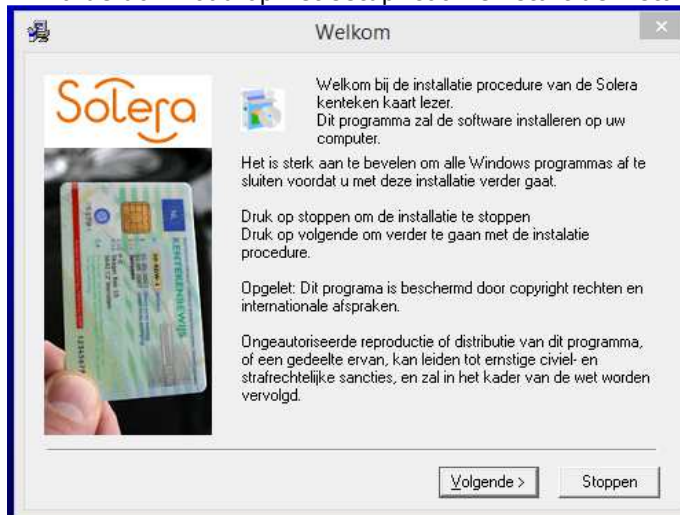 Welkom
Solera
Welkom bij de installatie procedure van de Solera
kenteken kaart lezer.
Dit programma zal de software installeren op uw
computer.
Het is sterk aan te bevelen om alle Windows programmas af te
sluiten voordat u met deze installatie verder gaat.
Druk op stoppen om de installatie te stoppen
Druk op volgende om verder te gaan met de instalatie
procedure.
Opgelet: Dit programa is beschermd door copyright rechten en
internationale afspraken.
Ongeautoriseerde reproductie of distributie van dit programma,
of een gedeelte ervan, kan leiden tot ernstige civiel- en
strafrechtelijke sancties, en zal in het kader van de wet worden
vervolgd.
NL
KENTEKENBEWIJS
Volgende >
Stoppen